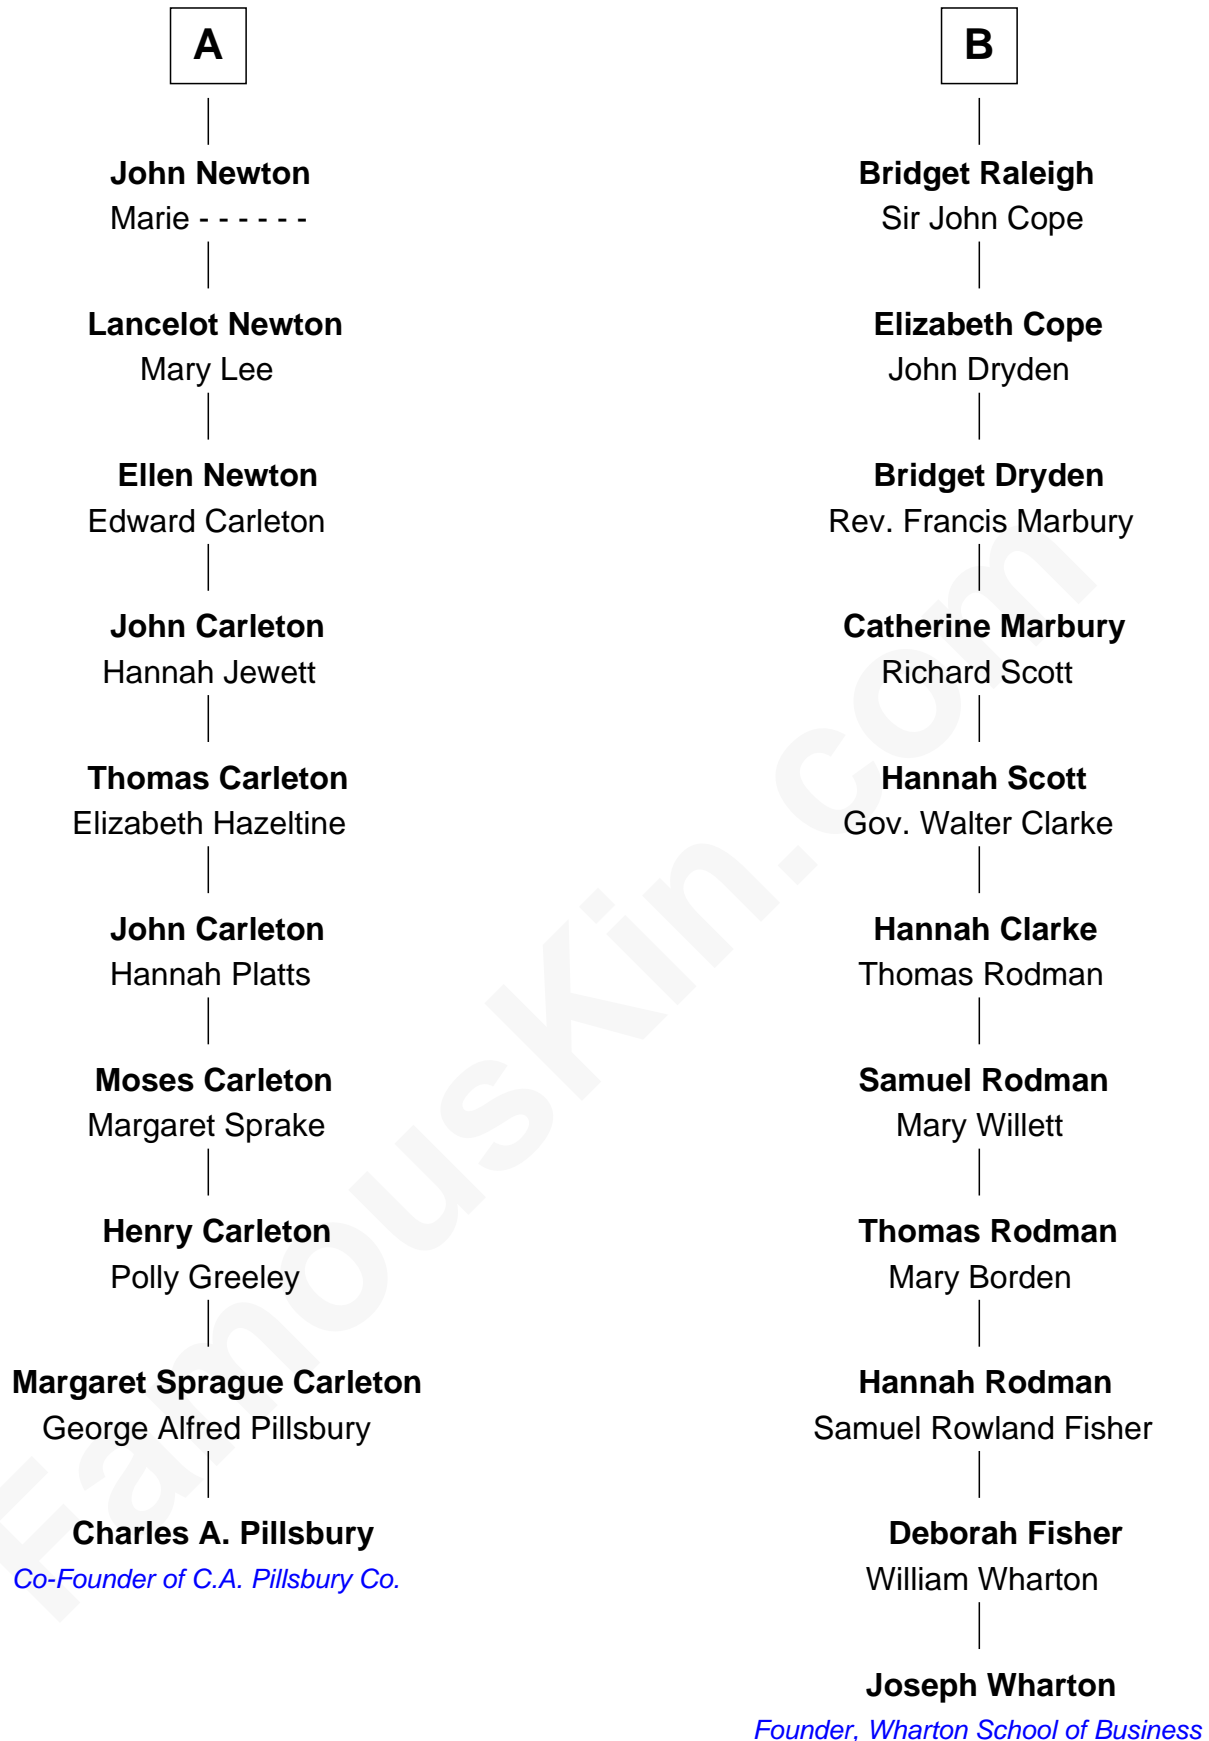 A
John Newton
Marie - - - - - -
Lancelot Newton
Mary Lee
Ellen Newton
Edward Carleton
John Carleton
Hannah Jewett
Thomas Carleton
Elizabeth Hazeltine
John Carleton
Hannah Platts
Moses Carleton
Margaret Sprake
Henry Carleton
Polly Greeley
Margaret Sprague Carleton
George Alfred Pillsbury
Charles A. Pillsbury
Co-Founder of C.A. Pillsbury Co.
B
Bridget Raleigh
Sir John Cope
Elizabeth Cope
John Dryden
Bridget Dryden
Rev. Francis Marbury
Catherine Marbury
Richard Scott
Hannah Scott
Gov. Walter Clarke
Hannah Clarke
Thomas Rodman
Samuel Rodman
Mary Willett
Thomas Rodman
Mary Borden
Hannah Rodman
Samuel Rowland Fisher
Deborah Fisher
William Wharton
Joseph Wharton
Founder, Wharton School of Business
FamousKin.com